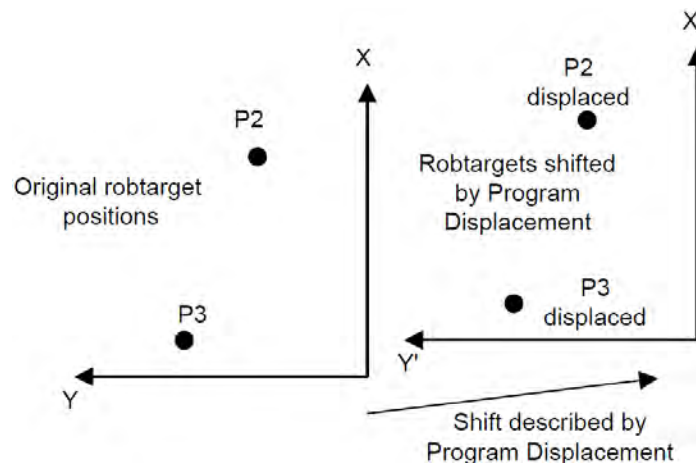 X
P2
Original robtarget
positions
P3
Y
X
P2
displaced
Robtargets shifted
by Program
Displacement
P3
displaced
Y'
Shift described by
Program Displacement